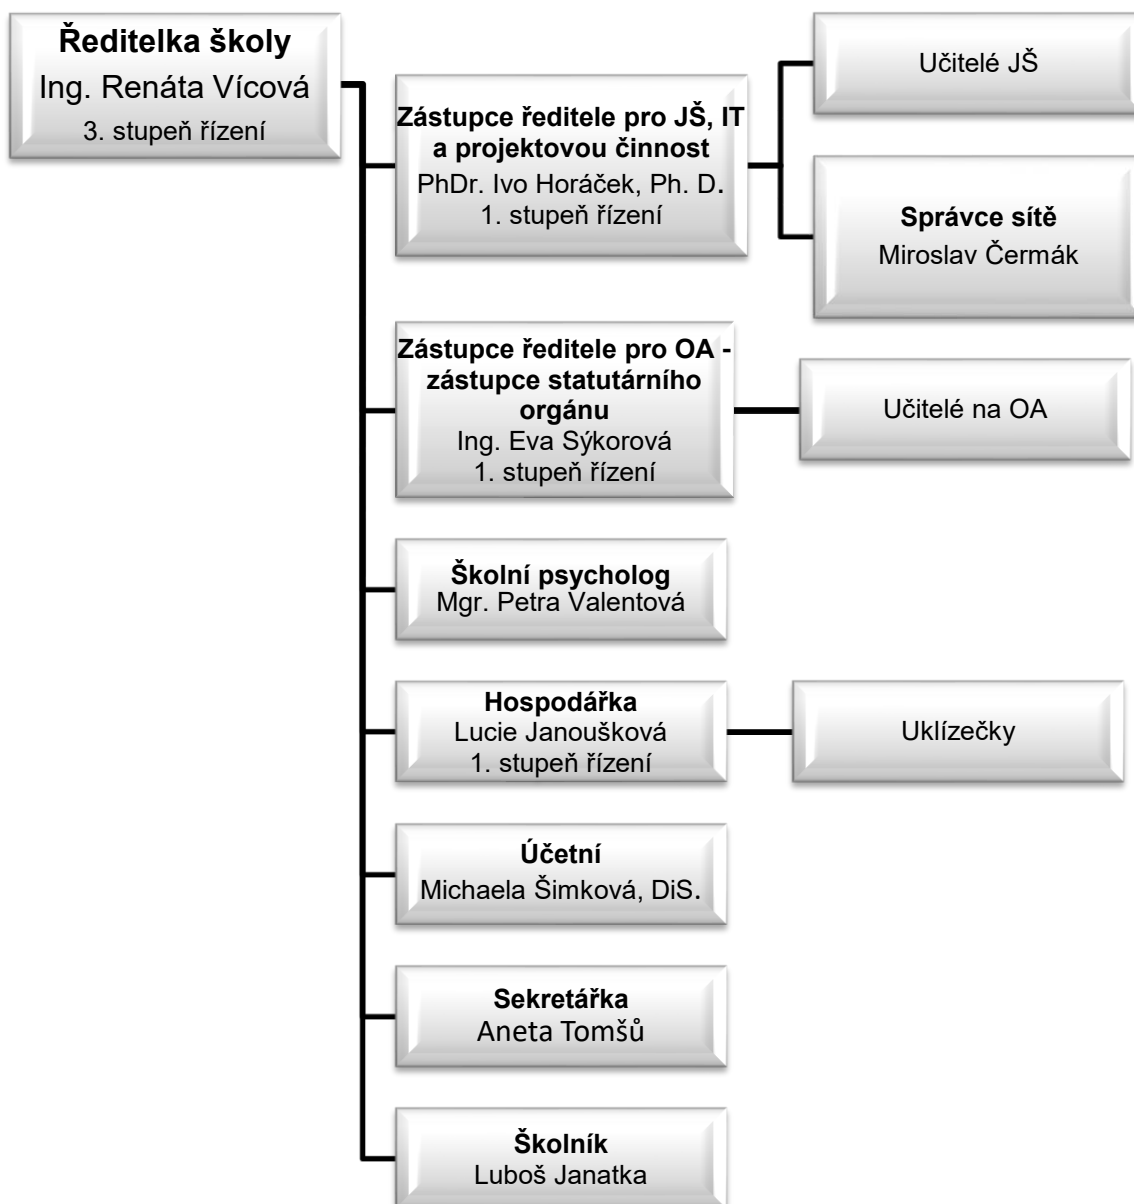 Ředitelka školy
Ing. Renáta Vícová
3. stupeň řízení
Zástupce ředitele pro JŠ, IT
a projektovou činnost
PhDr. Ivo Horáček, Ph. D.
1. stupeň řízení
Učitelé JŠ
Správce sítě
Miroslav Čermák
Zástupce ředitele pro OA -
zástupce statutárního
orgánu
Ing. Eva Sýkorová
1. stupeň řízení
Učitelé na OA
Školní psycholog
Mgr. Petra Valentová
Hospodářka
Lucie Janoušková
1. stupeň řízení
Uklízečky
Účetní
Michaela Šimková, DiS.
Sekretářka
Aneta Tomšů
Školník
Luboš Janatka